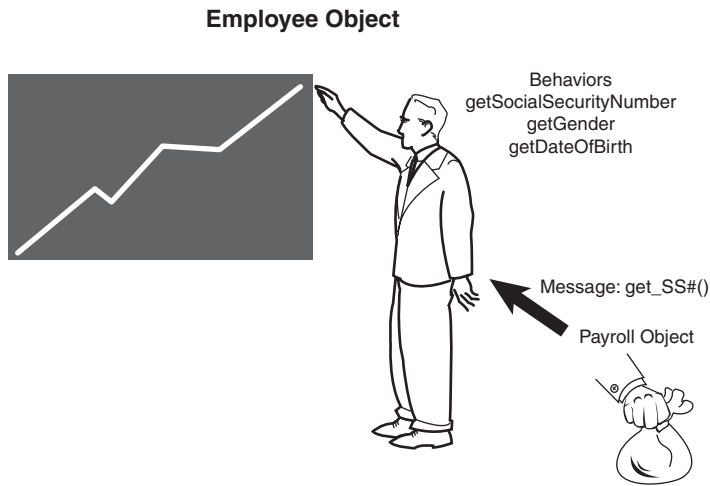 Employee Object
Behaviors
getSocialSecurityNumber
getGender
getDateOfBirth
Message: get_SS#()
Payroll Object